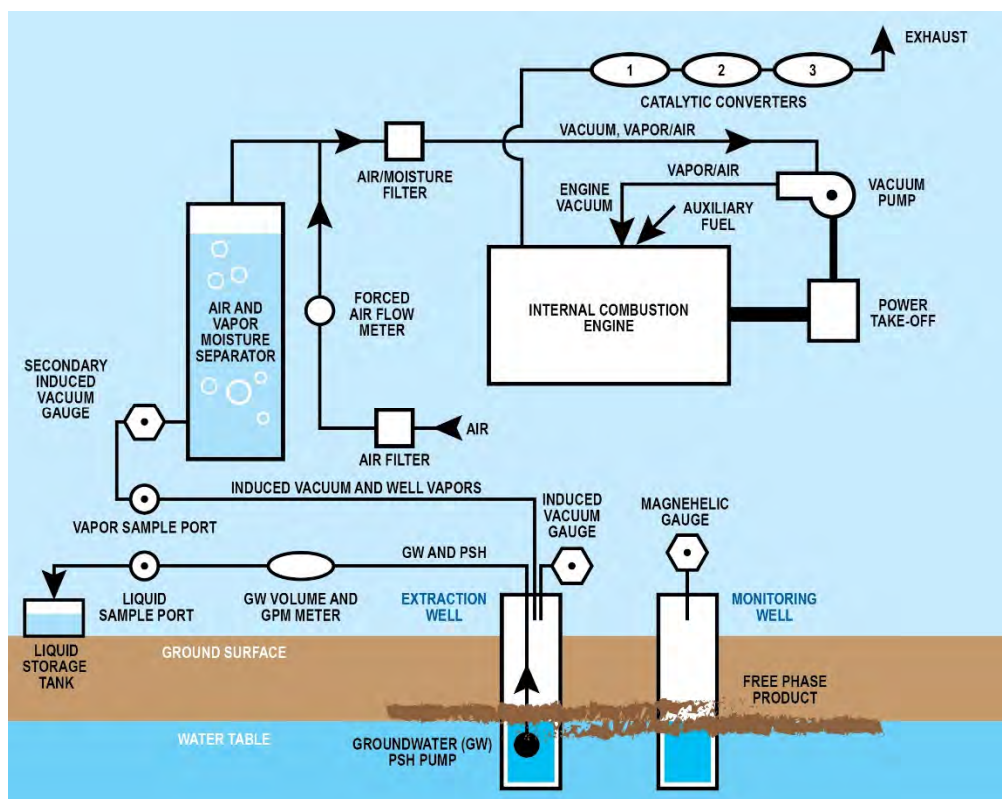 EXHAUST
1
2
3
CATALYTIC CONVERTERS
VACUUM, VAPOR/AIR
AIR/MOISTURE
FILTER
VAPOR/AIR
ENGINE
VACUUM
AUXILIARY
FUEL
VACUUM
PUMP
AIR AND
VAPOR
MOISTURE
SEPARATOR
FORCED
AIR FLOW
METER
INTERNAL COMBUSTION
ENGINE
POWER
TAKE-OFF
SECONDARY
INDUCED
VACUUM
GAUGE
AIR
AIR FILTER
INDUCED VACUUM AND WELL VAPORS
VAPOR SAMPLE PORT
INDUCED
VACUUM
GAUGE
MAGNEHELIC
GAUGE
GW AND PSH
LIQUID
SAMPLE PORT
GW VOLUME AND
GPM METER
EXTRACTION
WELL
MONITORING
WELL
LIQUID
STORAGE
TANK
GROUND SURFACE
FREE PHASE
PRODUCT
WATER TABLE
GROUNDWATER (GW)
PSH PUMP